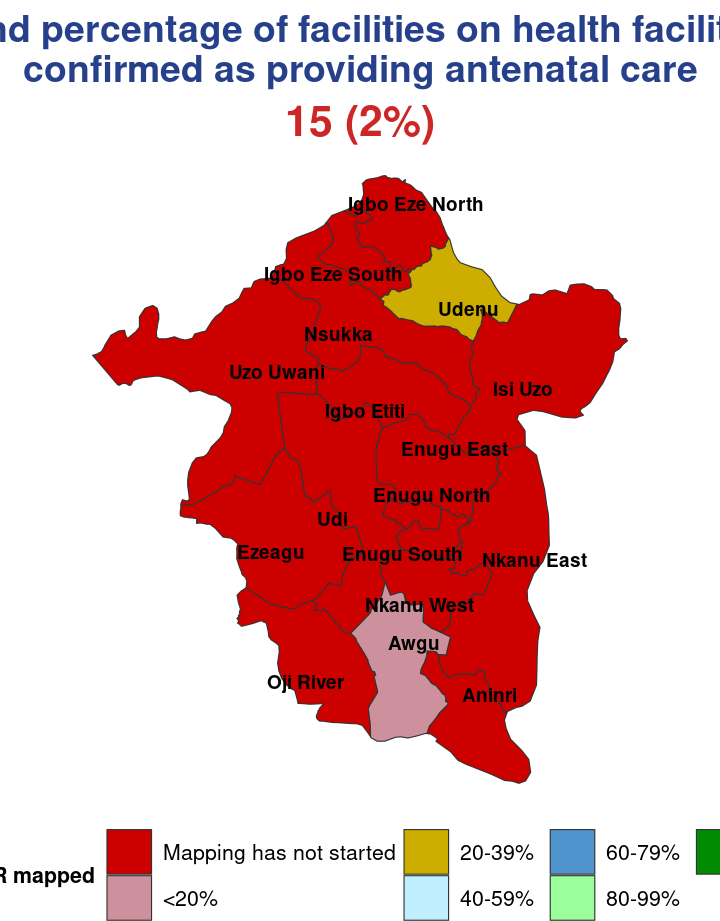 percentage of facilities on health
confirmed as providing antenatal care
15 (2%)
Igbo Eze North
Igbo Eze South
Udenu
Nsukka
Uzo Uwani
Isi Uzo
Igbo Etiti
Enugu East
Enugu North
Udi
Ezeagu
Enugu South
Nkanu East
Nkanu West
Awgu
Oji River
Aninri
mapped
Mapping has not started
20-39%
60-79%
<20%
40-59%
80-99%